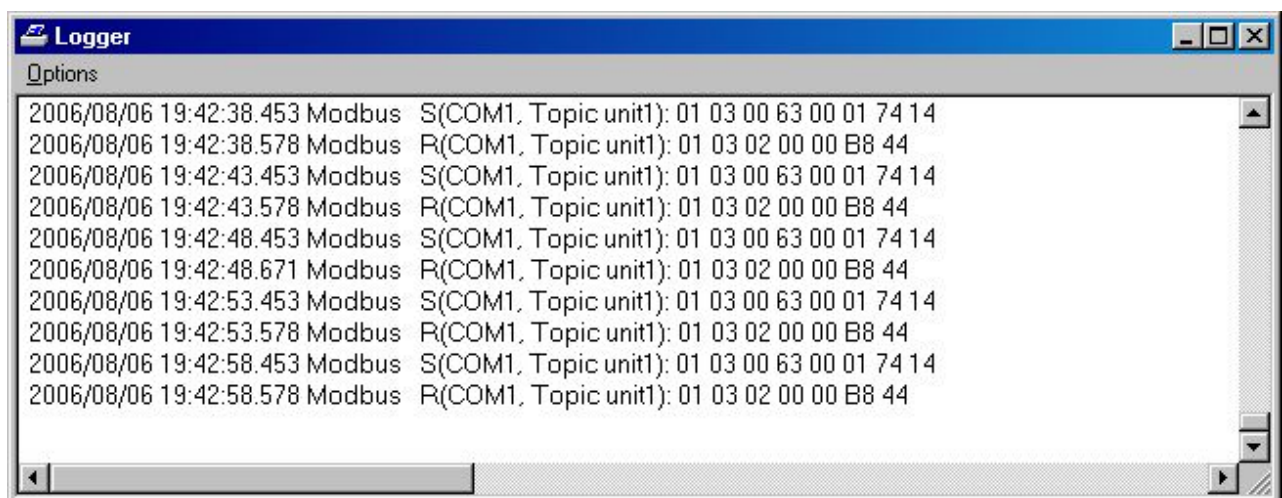 Logger
Options
2006/08/06 19:42:38.453 Modbus S(COM1, Topic unit1): 01 03 00 63 00 01 74 14
2006/08/06 19:42:38.578 Modbus R(COM1, Topic unit1): 01 03 02 00 00 B8 44
2006/08/06 19:42:43.453 Modbus S(COM1, Topic unit1): 01 03 00 63 00 01 74 14
2006/08/06 19:42:43.578 Modbus R(COM1, Topic unit1): 01 03 02 00 00 B8 44
2006/08/06 19:42:48.453 Modbus S(COM1, Topic unit1): 01 03 00 63 00 01 74 14
2006/08/06 19:42:48.671 Modbus R(COM1, Topic unit1): 01 03 02 00 00 B8 44
2006/08/06 19:42:53.453 Modbus S(COM1, Topic unit1): 01 03 00 63 00 01 74 14
2006/08/06 19:42:53.578 Modbus R(COM1, Topic unit1): 01 03 02 00 00 B8 44
2006/08/06 19:42:58.453 Modbus S(COM1, Topic unit1): 01 03 00 63 00 01 74 14
2006/08/06 19:42:58.578 Modbus R(COM1, Topic unit1): 01 03 02 00 00 B8 44